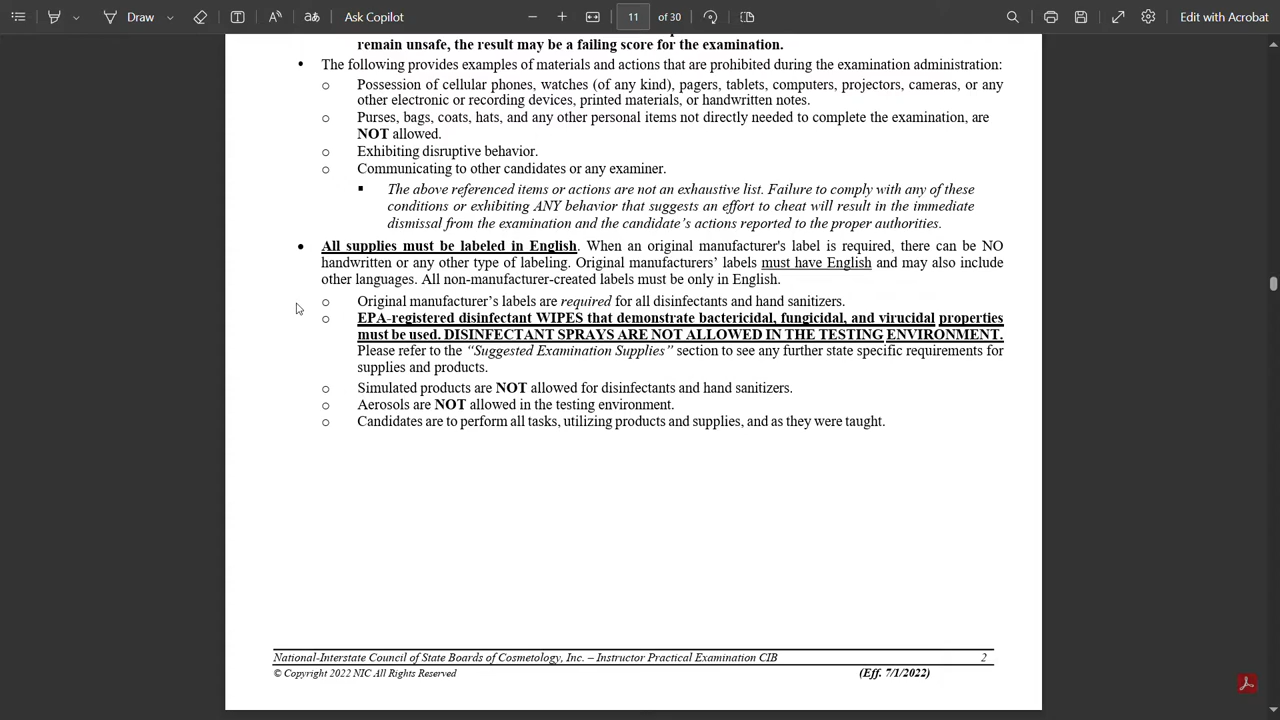 Draw
Ask Copilot
11 of 30
Edit with Acrobat
remain unsafe, the result may be a failing score for the examination.
• The following provides examples of materials and actions that are prohibited during the examination administration:
o Possession of cellular phones, watches (of any kind), pagers, tablets, computers, projectors, cameras, or any
other electronic or recording devices, printed materials, or handwritten notes.
o Purses, bags, coats, hats, and any other personal items not directly needed to complete the examination, are
NOT allowed.
o Exhibiting disruptive behavior.
o Communicating to other candidates or any examiner.
▪ The above referenced items or actions are not an exhaustive list. Failure to comply with any of these
conditions or exhibiting ANY behavior that suggests an effort to cheat will result in the immediate
dismissal from the examination and the candidate’s actions reported to the proper authorities.
• All supplies must be labeled in English. When an original manufacturer's label is required, there can be NO
handwritten or any other type of labeling. Original manufacturers’ labels must have English and may also include
other languages. All non-manufacturer-created labels must be only in English.
o Original manufacturer’s labels are required for all disinfectants and hand sanitizers.
o EPA-registered disinfectant WIPES that demonstrate bactericidal, fungicidal, and virucidal properties
must be used. DISINFECTANT SPRAYS ARE NOT ALLOWED IN THE TESTING ENVIRONMENT.
Please refer to the “Suggested Examination Supplies” section to see any further state specific requirements for
supplies and products.
o Simulated products are NOT allowed for disinfectants and hand sanitizers.
o Aerosols are NOT allowed in the testing environment.
o Candidates are to perform all tasks, utilizing products and supplies, and as they were taught.
National-Interstate Council of State Boards of Cosmetology, Inc. – Instructor Practical Examination CIB 2
© Copyright 2022 NIC All Rights Reserved (Eff. 7/1/2022)